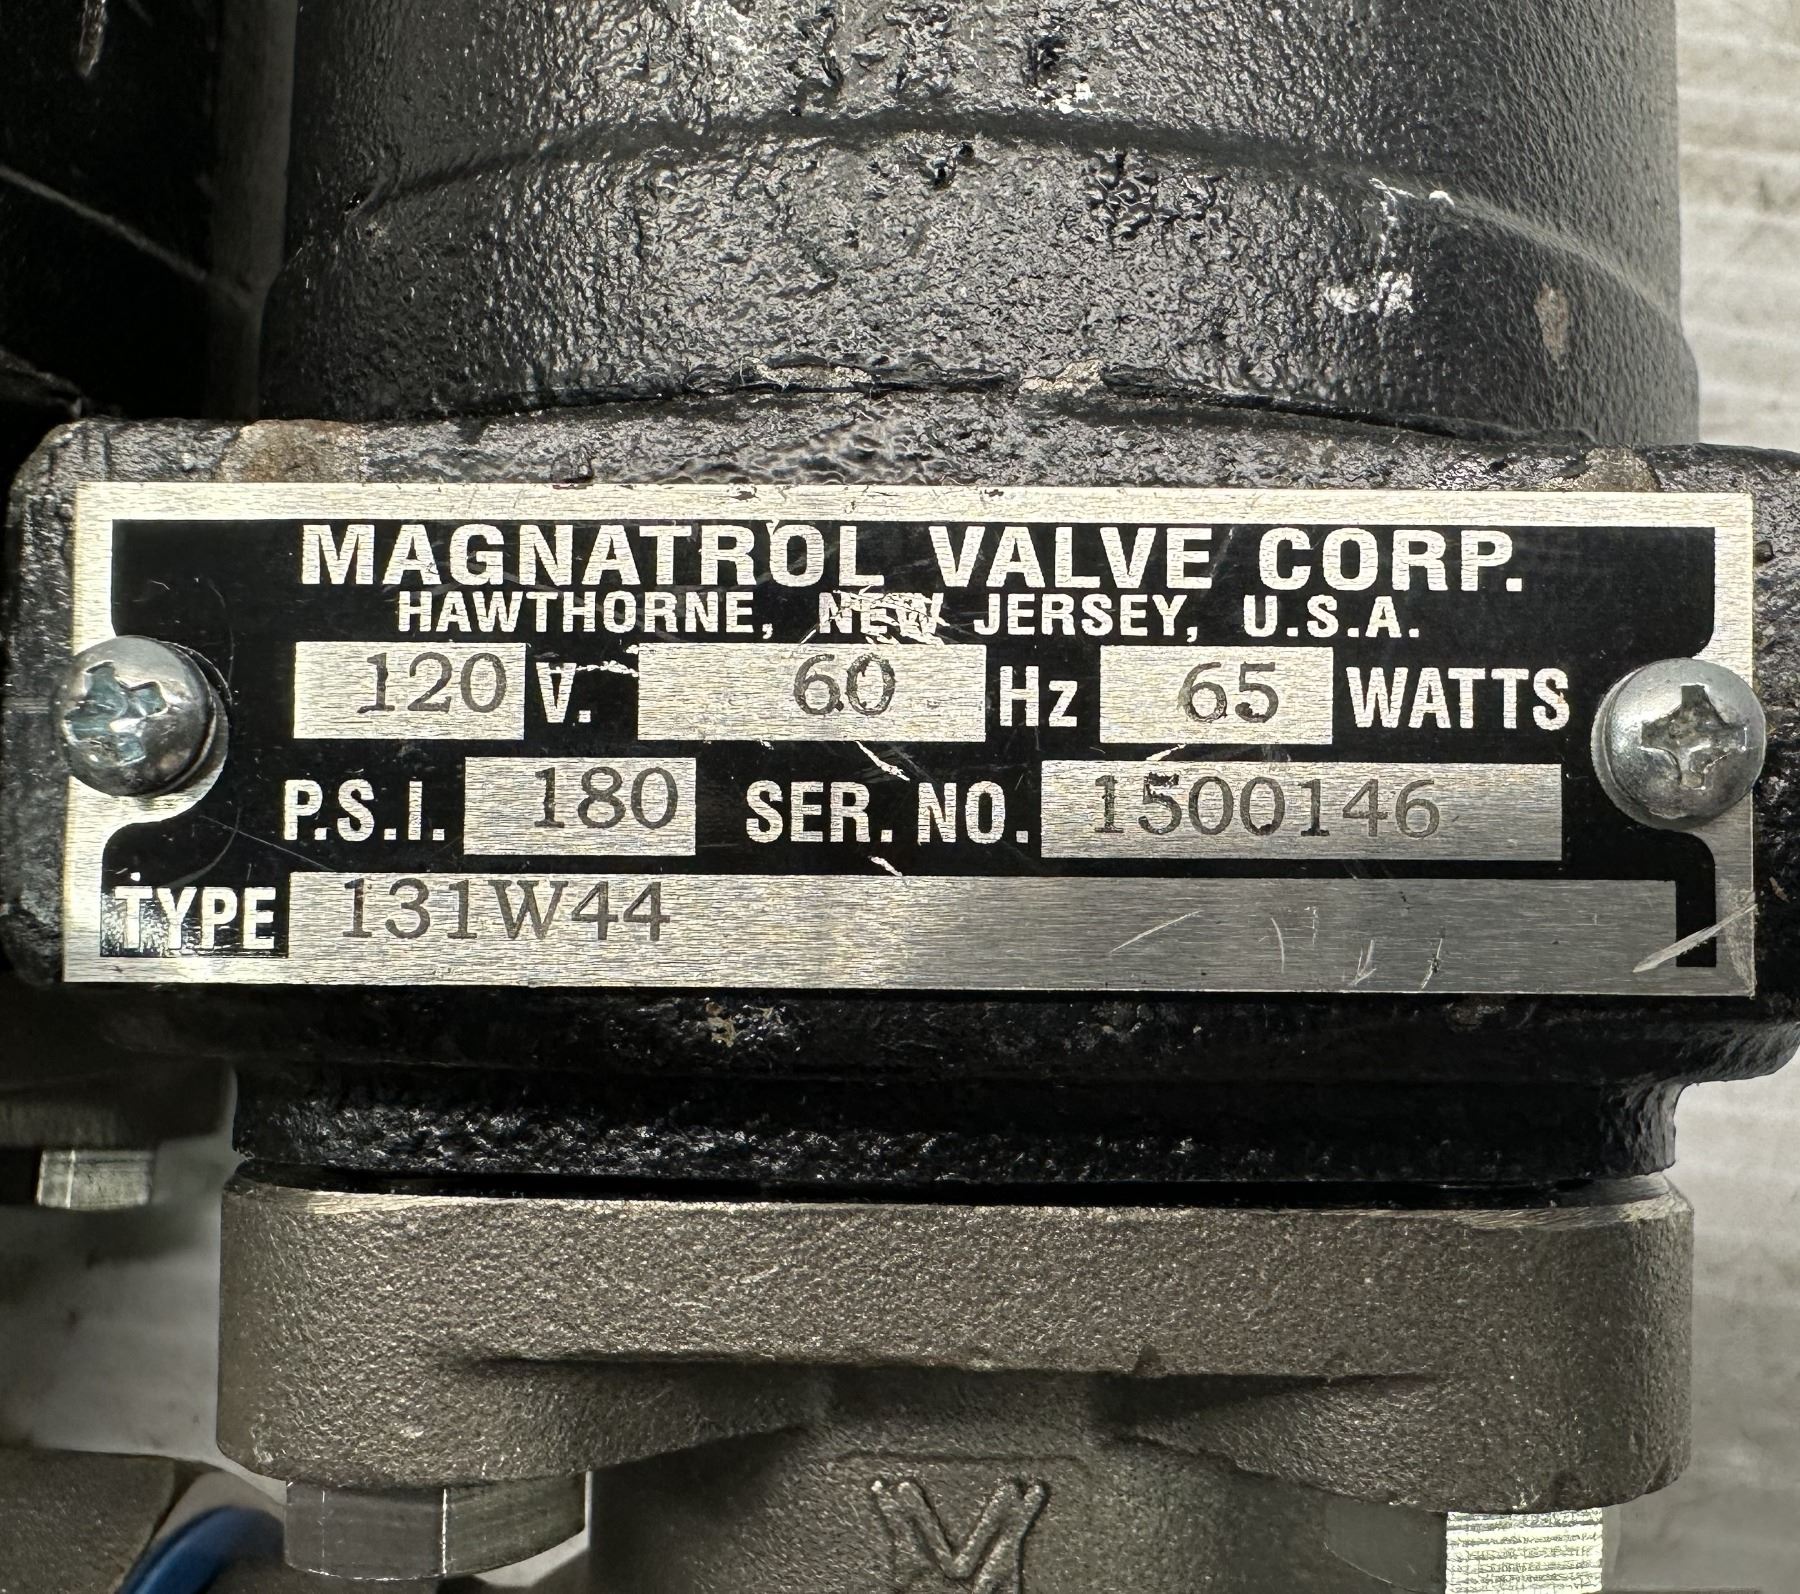 MAGNATROL VALVE CORP.
HAWTHORNE, NEW JERSEY, U.S.A.
120 V. 60 Hz 65 WATTS
P.S.I. 180 SER. NO. 1500146
TYPE 131W44
M